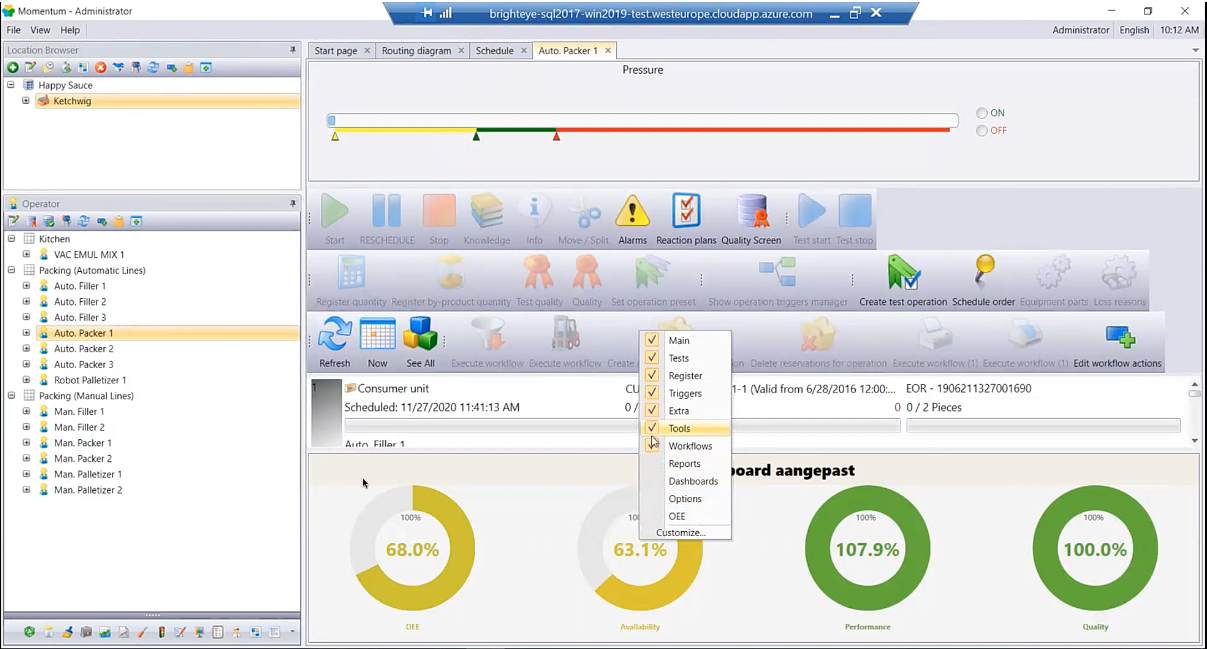 Momentum - Administrator
brighteye-sql2017-win2019-test.westeurope.cloudapp.azure.com
File View Help
Administrator English 10:12 AM
Location Browser
Happy Sauce
Ketchwig
Operator
Kitchen
VAC EMUL MIX 1
Packing (Automatic Lines)
Auto. Filler 1
Auto. Filler 2
Auto. Filler 3
Auto. Packer 1
Auto. Packer 2
Auto. Packer 3
Robot Palletizer 1
Packing (Manual Lines)
Man. Filler 1
Man. Filler 2
Man. Packer 1
Man. Packer 2
Man. Palletizer 1
Man. Palletizer 2
Start page Routing diagram Schedule Auto. Packer 1
Pressure
ON
OFF
Start RESCHEDULE Stop Knowledge Info Move / Split Alarms Reaction plans Quality Screen Test start Test stop
Register quantity Register by-product quantity Test quality Quality Set operation preset Show operation triggers manager Create test operation Schedule order Equipment parts Loss reasons
Refresh Now See All Execute workflow Execute workflow Delete reservations for operation Execute workflow (1) Execute workflow (1) Edit workflow actions
1 Consumer unit CU 1-1 (Valid from 6/28/2016 12:00:... EOR - 1906211327001690
Scheduled: 11/27/2020 11:41:13 AM 0 / 0 0 / 2 Pieces
Auto. Filler 1
Main
Tests
Register
Triggers
Extra
Tools
Workflows
Reports
Dashboards
Options
OEE
Customize...
board aangepast
100% 100% 100%
68.0% 63.1% 107.9% 100.0%
OEE Availability Performance Quality